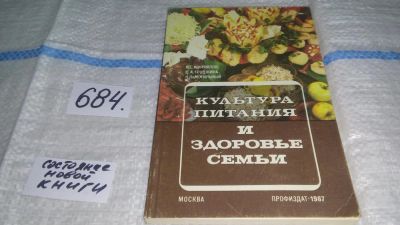 684.
состояние
новой
книги
КУЛЬТУРА
ПИТАНИЯ
И
ЗДОРОВЬЕ
СЕМЬИ
МОСКВА ПРОФИЗДАТ-1987